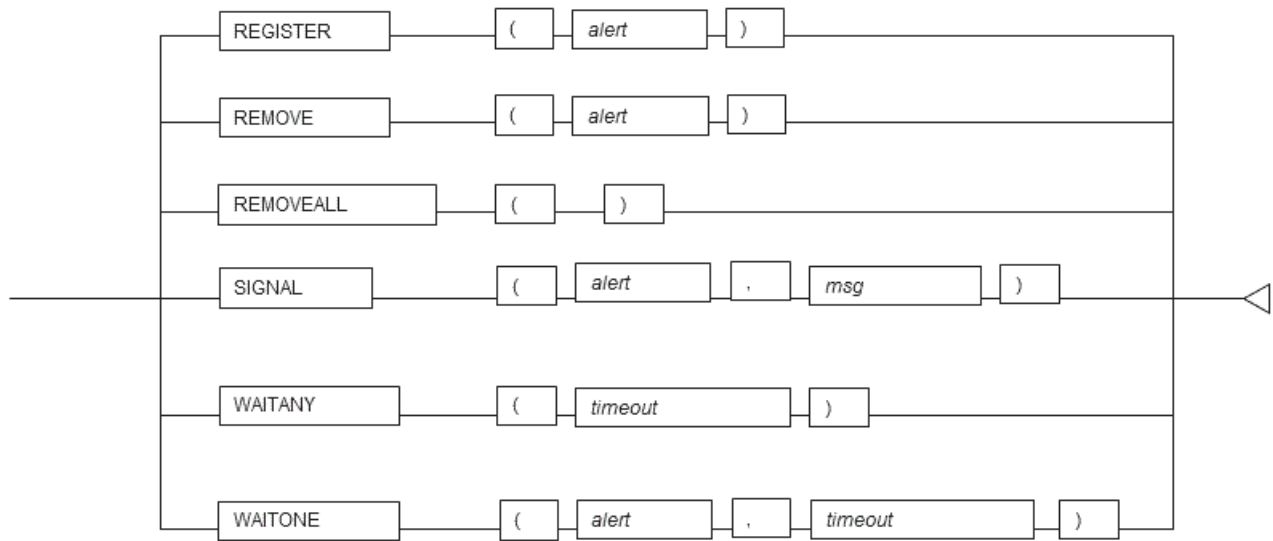 REGISTER ( alert )
REMOVE ( alert )
REMOVEALL ( )
SIGNAL ( alert , msg )
WAITANY ( timeout )
WAITONE ( alert , timeout )